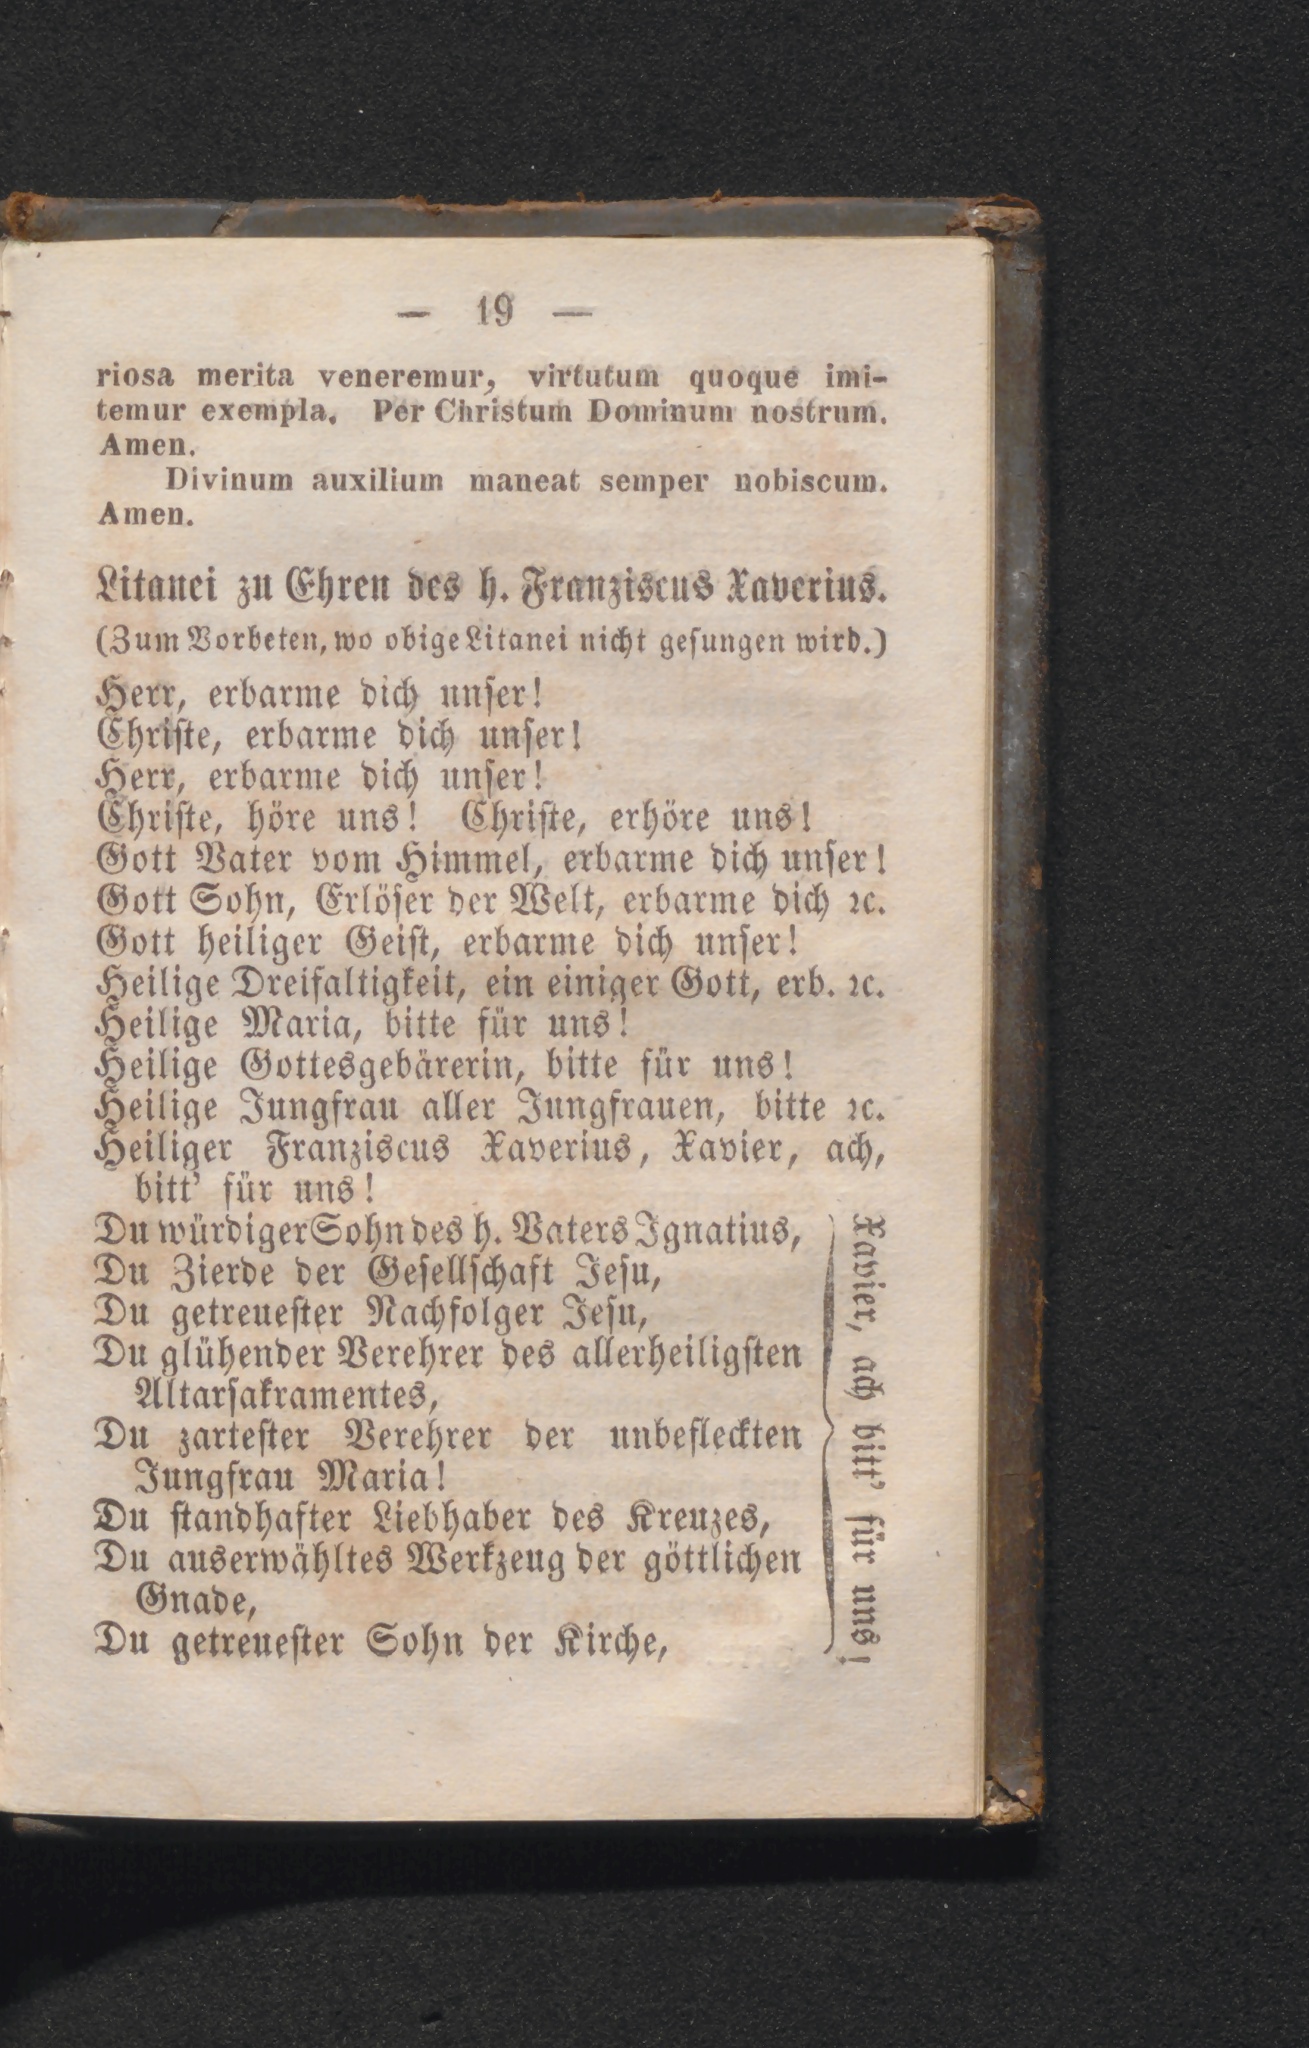 — 19 —
riosa merita veneremur, virtutum quoque imi-
temur exempla. Per Christum Dominum nostrum.
Amen.
Divinum auxilium maneat semper nobiscum.
Amen.
Litanei zu Ehren des h. Franziscus Xaverius.
(Zum Vorbeten, wo obige Litanei nicht gesungen wird.)
Herr, erbarme dich unser!
Christe, erbarme dich unser!
Herr, erbarme dich unser!
Christe, höre uns! Christe, erhöre uns!
Gott Vater vom Himmel, erbarme dich unser!
Gott Sohn, Erlöser der Welt, erbarme dich ꝛc.
Gott heiliger Geist, erbarme dich unser!
Heilige Dreifaltigkeit, ein einiger Gott, erb. ꝛc.
Heilige Maria, bitte für uns!
Heilige Gottesgebärerin, bitte für uns!
Heilige Jungfrau aller Jungfrauen, bitte ꝛc.
Heiliger Franziscus Xaverius, Xavier, ach,
bitt' für uns!
Du würdiger Sohn des h. Vaters Ignatius,
Du Zierde der Gesellschaft Jesu,
Du getreuester Nachfolger Jesu,
Du glühender Verehrer des allerheiligsten
Altarsakramentes,
Du zartester Verehrer der unbefleckten
Jungfrau Maria!
Du standhafter Liebhaber des Kreuzes,
Du auserwähltes Werkzeug der göttlichen
Gnade,
Du getreuester Sohn der Kirche,
Xavier, ach bitt' für uns!